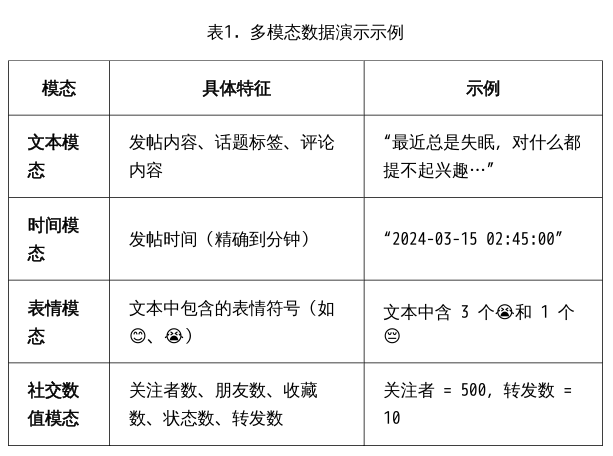 表1. 多模态数据演示示例
模态
具体特征
示例
文本模
态
发帖内容、话题标签、评论
内容
“最近总是失眠, 对什么都
提不起兴趣…”
时间模
态
发帖时间（精确到分钟）
“2024-03-15 02:45:00”
表情模
态
文本中包含的表情符号（如
😊、😭）
文本中含 3 个😭和 1 个
😔
社交数
值模态
关注者数、朋友数、收藏
数、状态数、转发数
关注者 = 500, 转发数 =
10